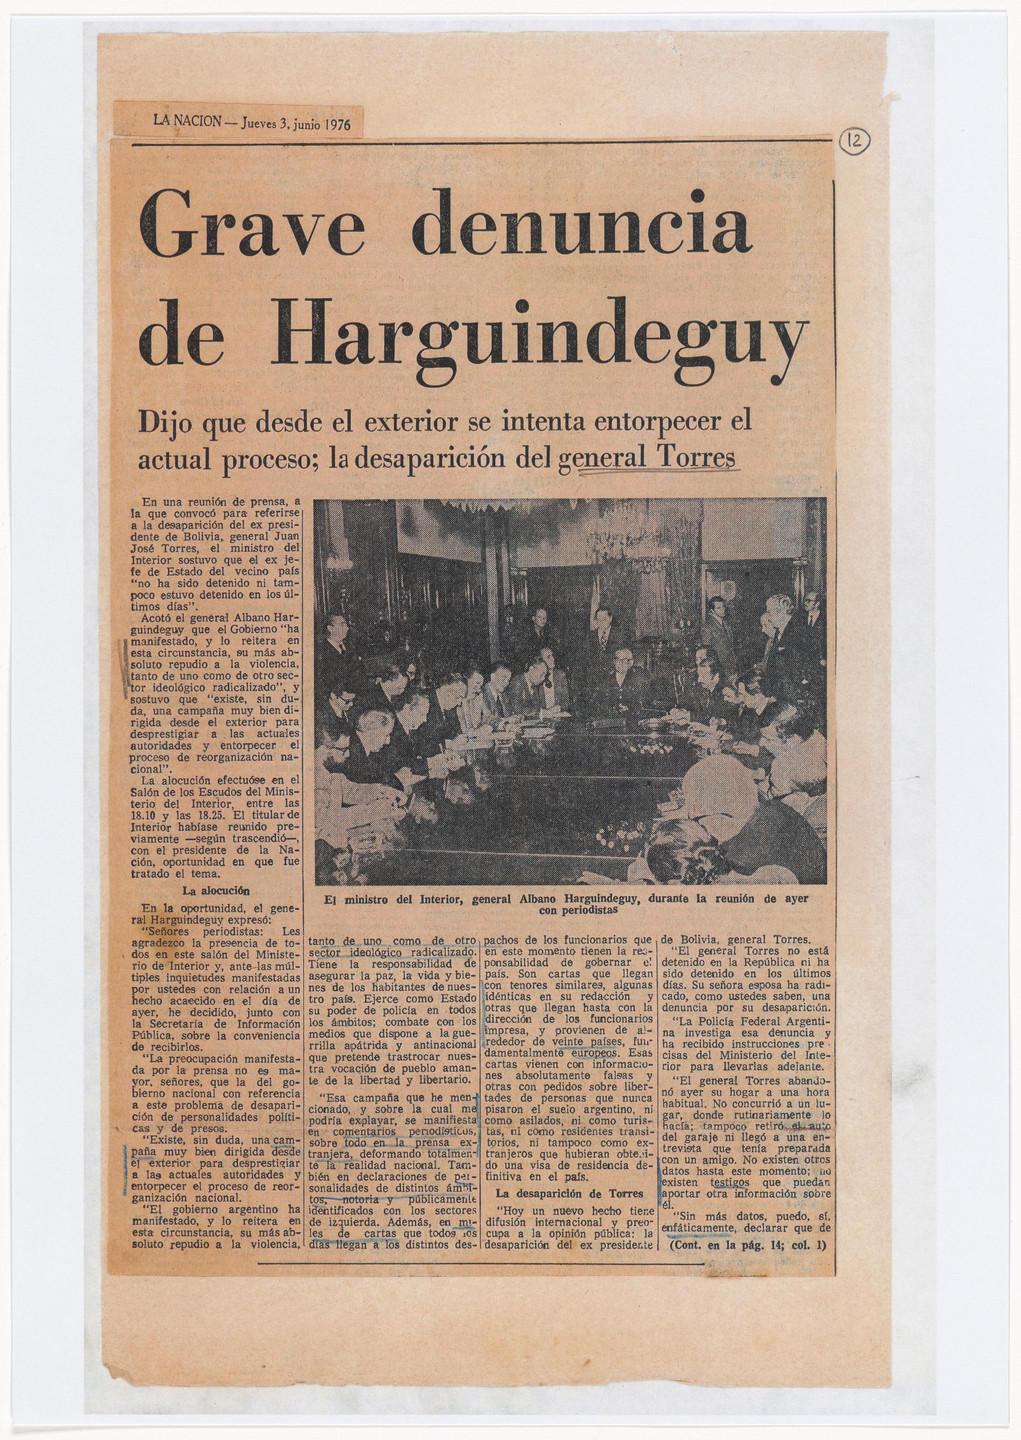 LA NACION — Jueves 3, junio 1976
12
Grave denuncia
de Harguindeguy
Dijo que desde el exterior se intenta entorpecer el
actual proceso; la desaparición del general Torres
En una reunión de prensa, a
la que convocó para referirse
a la desaparición del ex presi-
dente de Bolivia, general Juan
José Torres, el ministro del
Interior sostuvo que el ex je-
fe de Estado del vecino país
"no ha sido detenido ni tam-
poco estuvo detenido en los úl-
timos días".
Acotó el general Albano Har-
guindeguy que el Gobierno "ha
manifestado, y lo reitera en
esta circunstancia, su más ab-
soluto repudio a la violencia,
tanto de uno como de otro sec-
tor ideológico radicalizado", y
sostuvo que "existe, sin du-
da, una campaña muy bien di-
rigida desde el exterior para
desprestigiar a las actuales
autoridades y entorpecer el
proceso de reorganización na-
cional".
La alocución efectuóse en el
Salón de los Escudos del Minis-
terio del Interior, entre las
18.10 y las 18.25. El titular de
Interior habíase reunido pre-
viamente —según trascendió—,
con el presidente de la Na-
ción, oportunidad en que fue
tratado el tema.
La alocución
En la oportunidad, el gene-
ral Harguindeguy expresó:
"Señores periodistas: Les
agradezco la presencia de to-
dos en este salón del Ministe-
rio de Interior y, ante las múl-
tiples inquietudes manifestadas
por ustedes con relación a un
hecho acaecido en el día de
ayer, he decidido, junto con
la Secretaría de Información
Pública, sobre la conveniencia
de recibirlos.
"La preocupación manifesta-
da por la prensa no es ma-
yor, señores, que la del go-
bierno nacional con referencia
a este problema de desapari-
ción de personalidades políti-
cas y de presos.
"Existe, sin duda, una cam-
paña muy bien dirigida desde
el exterior para desprestigiar
a las actuales autoridades y
entorpecer el proceso de reor-
ganización nacional.
"El gobierno argentino ha
manifestado, y lo reitera en
esta circunstancia, su más ab-
soluto repudio a la violencia,
El ministro del Interior, general Albano Harguindeguy, durante la reunión de ayer
con periodistas
tanto de uno como de otro
sector ideológico radicalizado.
Tiene la responsabilidad de
asegurar la paz, la vida y bie-
nes de los habitantes de nues-
tro país. Ejerce como Estado
su poder de policía en todos
los ámbitos; combate con los
medios que dispone a la gue-
rrilla apátrida y antinacional
que pretende trastrocar nues-
tra vocación de pueblo aman-
te de la libertad y libertario.
"Esa campaña que he men-
cionado, y sobre la cual me
podría explayar, se manifiesta
en comentarios periodísticos,
sobre todo en la prensa ex-
tranjera, deformando totalmen-
te la realidad nacional. Tam-
bién en declaraciones de per-
sonalidades de distintos ámbi-
tos, notoria y públicamente
identificados con los sectores
de izquierda. Además, en mi-
les de cartas que todos los
días llegan a los distintos des-
pachos de los funcionarios que
en este momento tienen la res-
ponsabilidad de gobernar el
país. Son cartas que llegan
con tenores similares, algunas
idénticas en su redacción y
otras que llegan hasta con la
dirección de los funcionarios
impresa, y provienen de al-
rededor de veinte países, fun-
damentalmente europeos. Esas
cartas vienen con informacio-
nes absolutamente falsas y
otras con pedidos sobre liber-
tades de personas que nunca
pisaron el suelo argentino, ni
como asilados, ni como turis-
tas, ni como residentes transi-
torios, ni tampoco como ex-
tranjeros que hubieran obteni-
do una visa de residencia de-
finitiva en el país.
La desaparición de Torres
"Hoy un nuevo hecho tiene
difusión internacional y preo-
cupa a la opinión pública: la
desaparición del ex presidente
de Bolivia, general Torres.
"El general Torres no está
detenido en la República ni ha
sido detenido en los últimos
días. Su señora esposa ha radi-
cado, como ustedes saben, una
denuncia por su desaparición.
"La Policía Federal Argenti-
na investiga esa denuncia y
ha recibido instrucciones pre-
cisas del Ministerio del Inte-
rior para llevarlas adelante.
"El general Torres abando-
nó ayer su hogar a una hora
habitual. No concurrió a un lu-
gar, donde rutinariamente lo
hacía; tampoco retiró el auto
del garaje ni llegó a una en-
trevista que tenía preparada
con un amigo. No existen otros
datos hasta este momento; no
existen testigos que puedan
aportar otra información sobre
él.
"Sin más datos, puedo, sí,
enfáticamente, declarar que de
(Cont. en la pág. 14; col. 1)